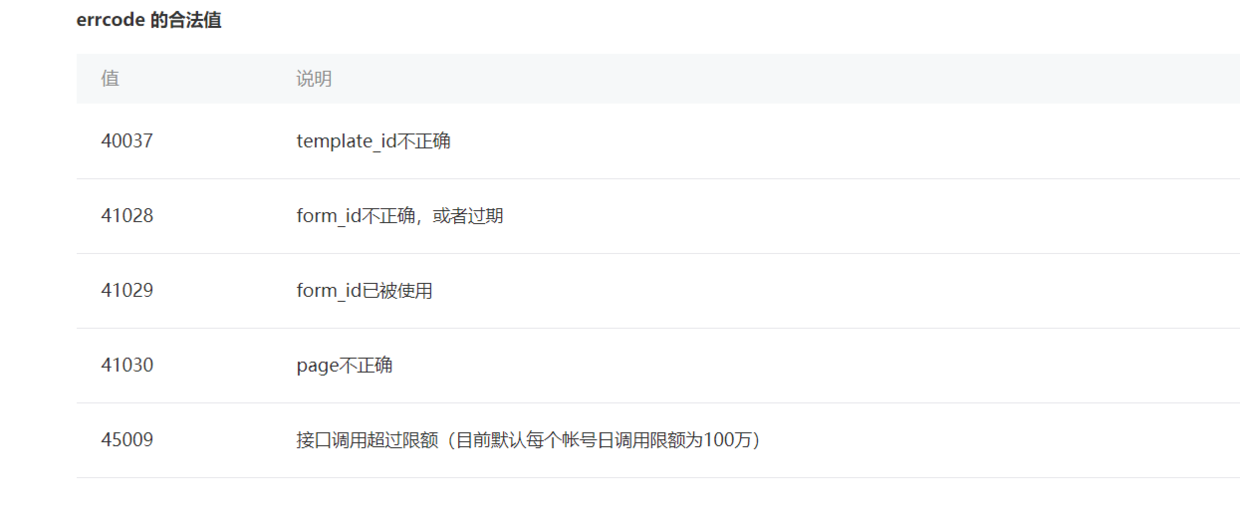 errcode 的合法值
值 说明
40037 template_id不正确
41028 form_id不正确，或者过期
41029 form_id已被使用
41030 page不正确
45009 接口调用超过限额（目前默认每个帐号日调用限额为100万）